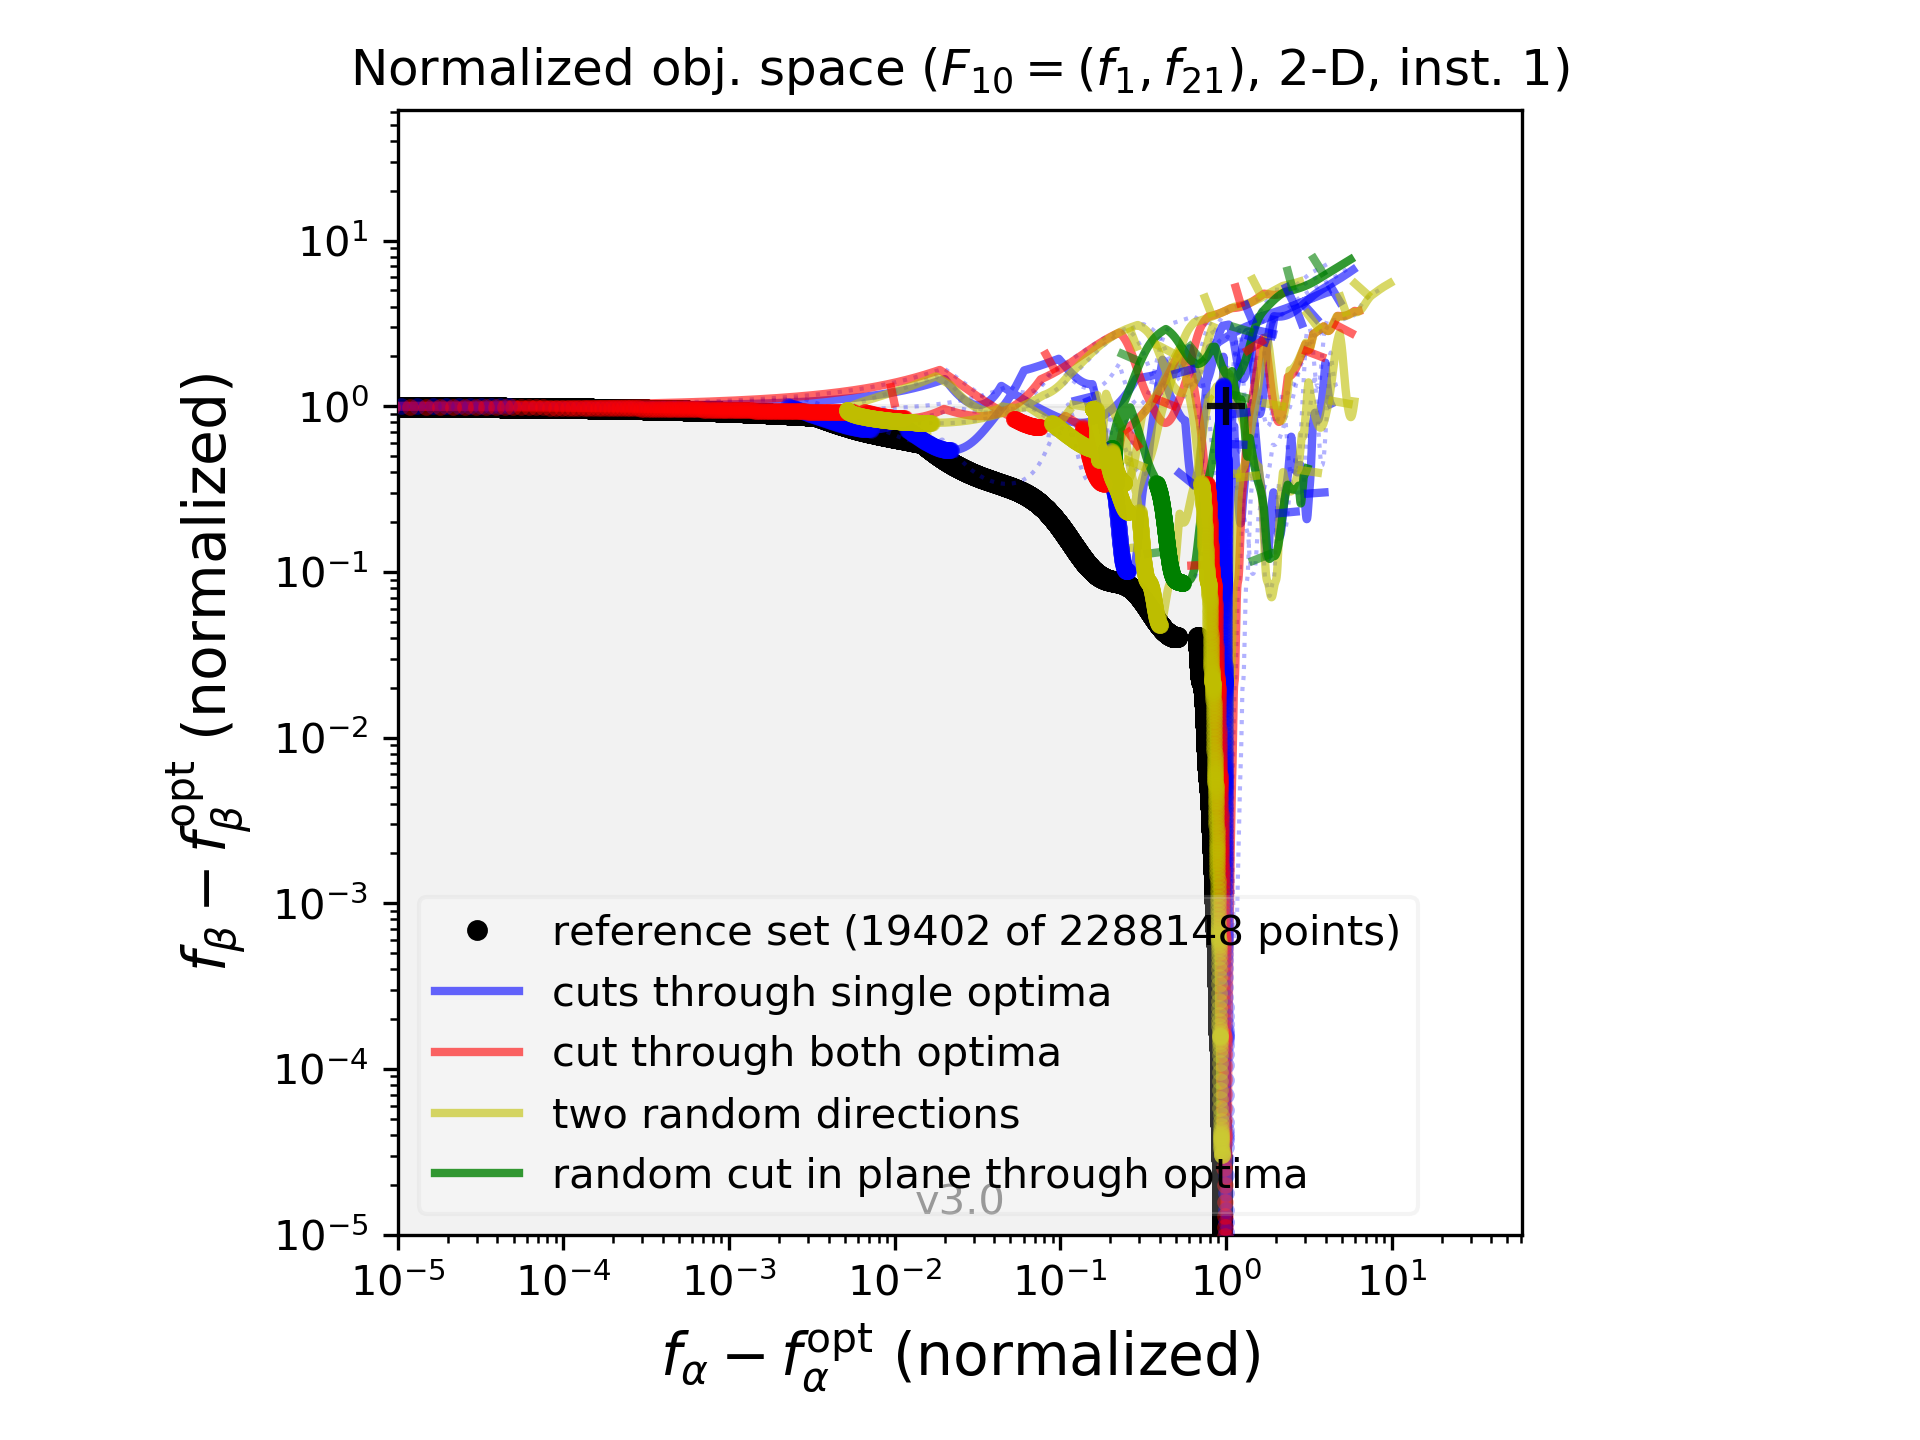 Normalized obj. space (F₁₀ = (f₁, f₂₁), 2-D, inst. 1)
f_β − f_β^opt (normalized)
10¹
10⁰
10⁻¹
10⁻²
10⁻³
10⁻⁴
10⁻⁵
reference set (19402 of 2288148 points)
cuts through single optima
cut through both optima
two random directions
random cut in plane through optima
v3.0
10⁻⁵ 10⁻⁴ 10⁻³ 10⁻² 10⁻¹ 10⁰ 10¹
f_α − f_α^opt (normalized)